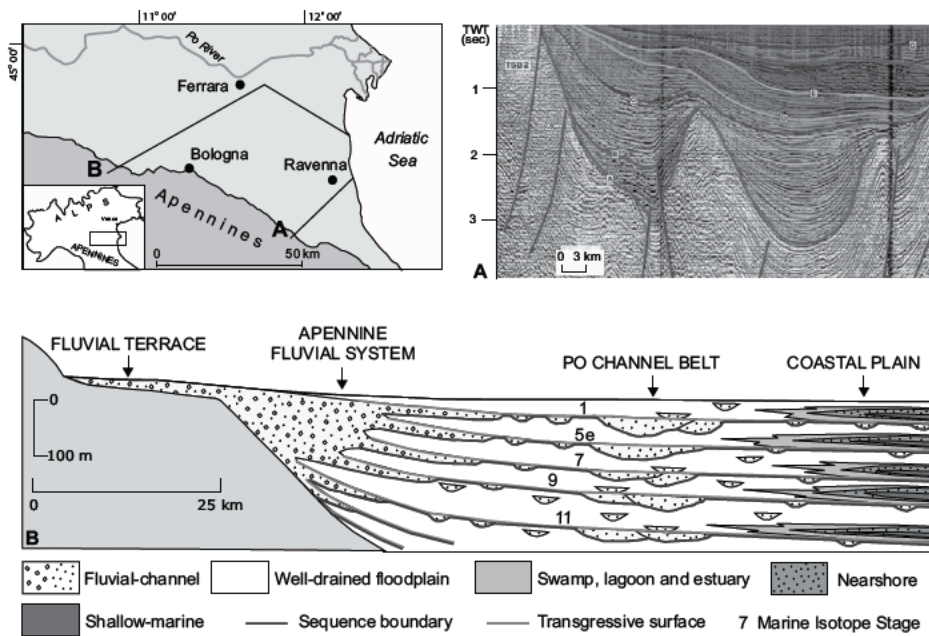 11°00'
12°00'
45°00'
Po River
Ferrara
Bologna
Ravenna
Adriatic
Sea
Apennines
B
A
A L P S
APENNINES
0 50 km
TWT
(sec)
TSB2
1
2
3
A
0 3 km
FLUVIAL TERRACE
APENNINE
FLUVIAL SYSTEM
PO CHANNEL BELT
COASTAL PLAIN
0
100 m
0 25 km
1
5e
7
9
11
B
Fluvial-channel
Well-drained floodplain
Swamp, lagoon and estuary
Nearshore
Shallow-marine
Sequence boundary
Transgressive surface
7 Marine Isotope Stage